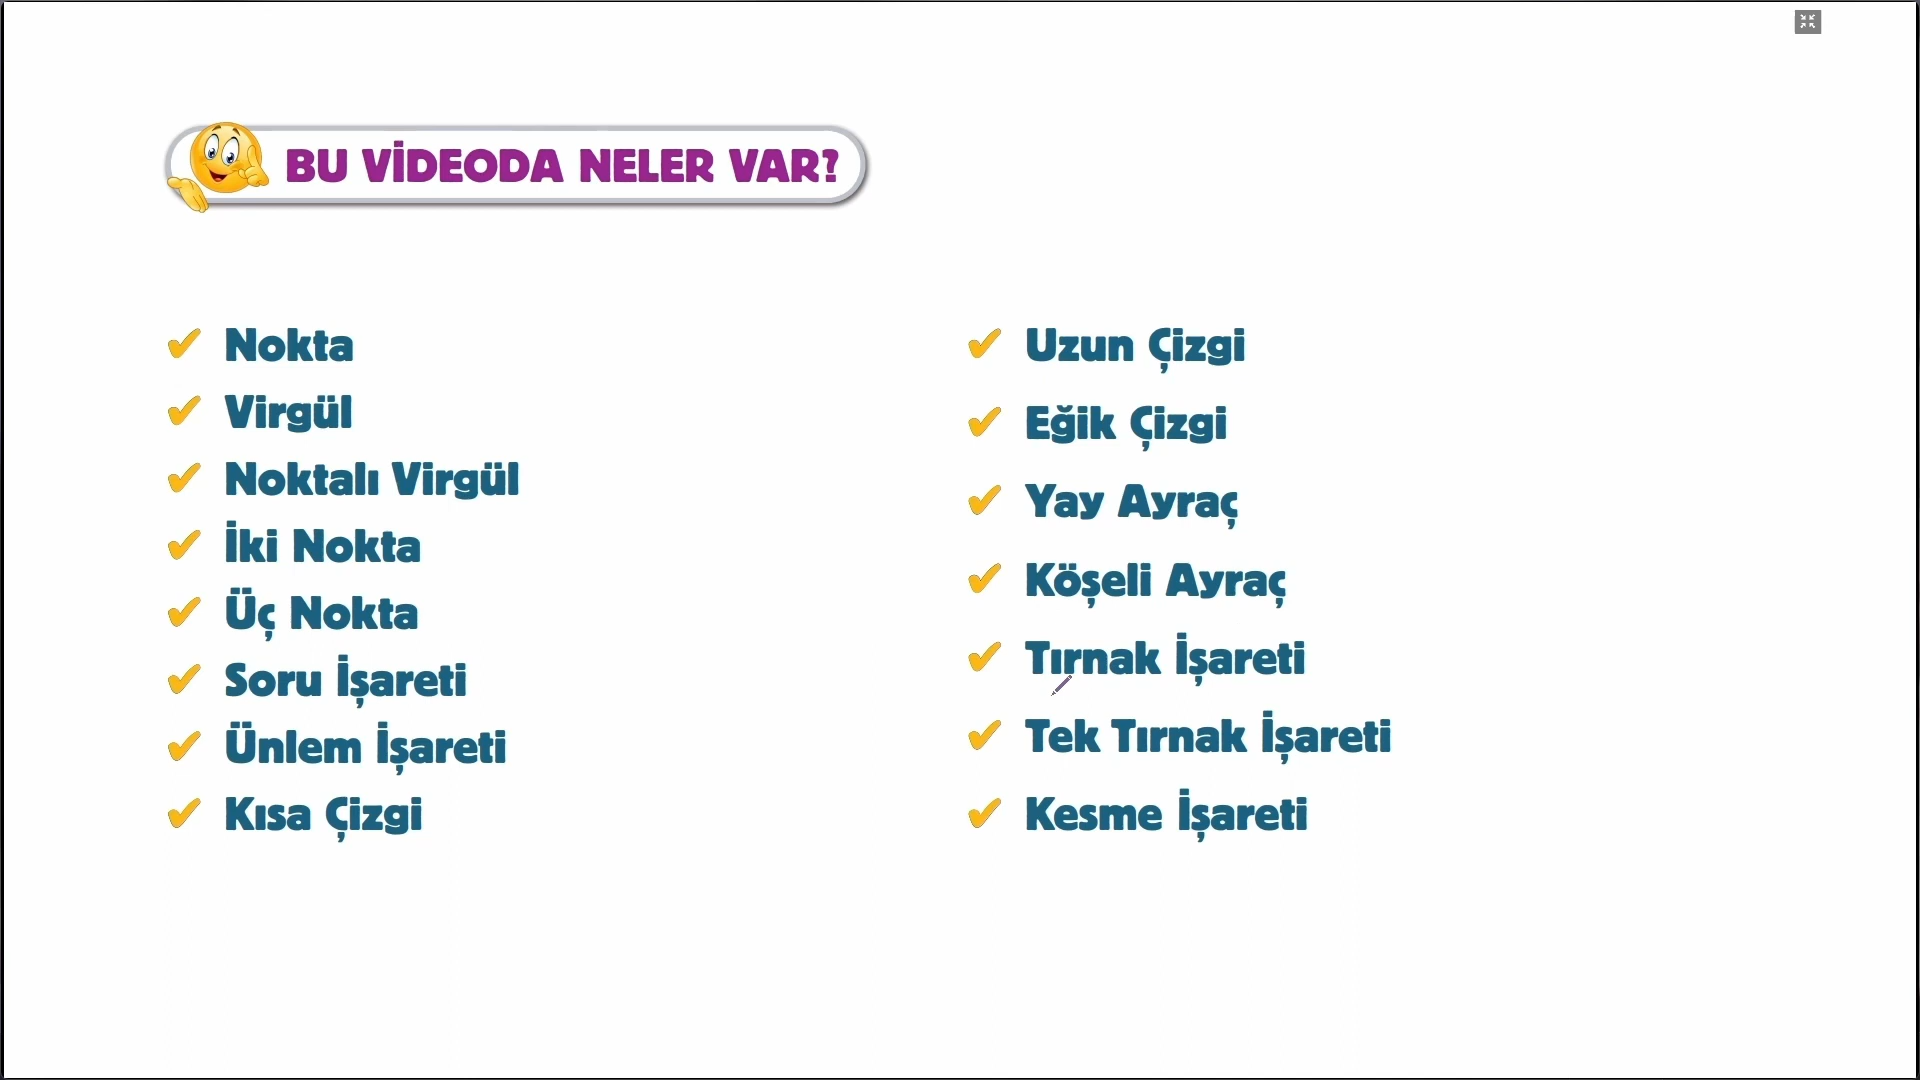 BU VİDEODA NELER VAR?
Nokta
Virgül
Noktalı Virgül
İki Nokta
Üç Nokta
Soru İşareti
Ünlem İşareti
Kısa Çizgi
Uzun Çizgi
Eğik Çizgi
Yay Ayraç
Köşeli Ayraç
Tırnak İşareti
Tek Tırnak İşareti
Kesme İşareti